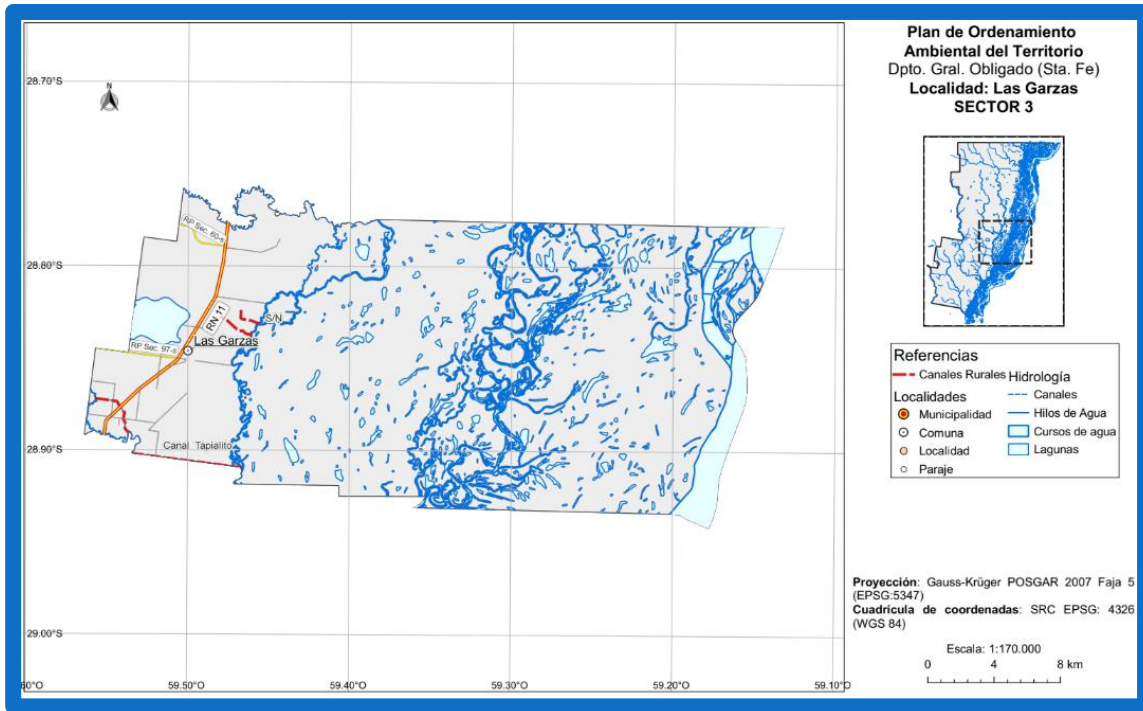 Plan de Ordenamiento
Ambiental del Territorio
Dpto. Gral. Obligado (Sta. Fe)
Localidad: Las Garzas
SECTOR 3
N
28.70°S
28.80°S
28.90°S
29.00°S
RP Sec. 60-s
RN 11
S/N
Las Garzas
RP Sec. 97-s
Canal Tapialito
.60°O
59.50°O
59.40°O
59.30°O
59.20°O
59.10°O
Referencias
Canales Rurales
Localidades
Municipalidad
Comuna
Localidad
Paraje
Hidrología
Canales
Hilos de Agua
Cursos de agua
Lagunas
Proyección: Gauss-Krüger POSGAR 2007 Faja 5
(EPSG:5347)
Cuadrícula de coordenadas: SRC EPSG: 4326
(WGS 84)
Escala: 1:170.000
0 4 8 km